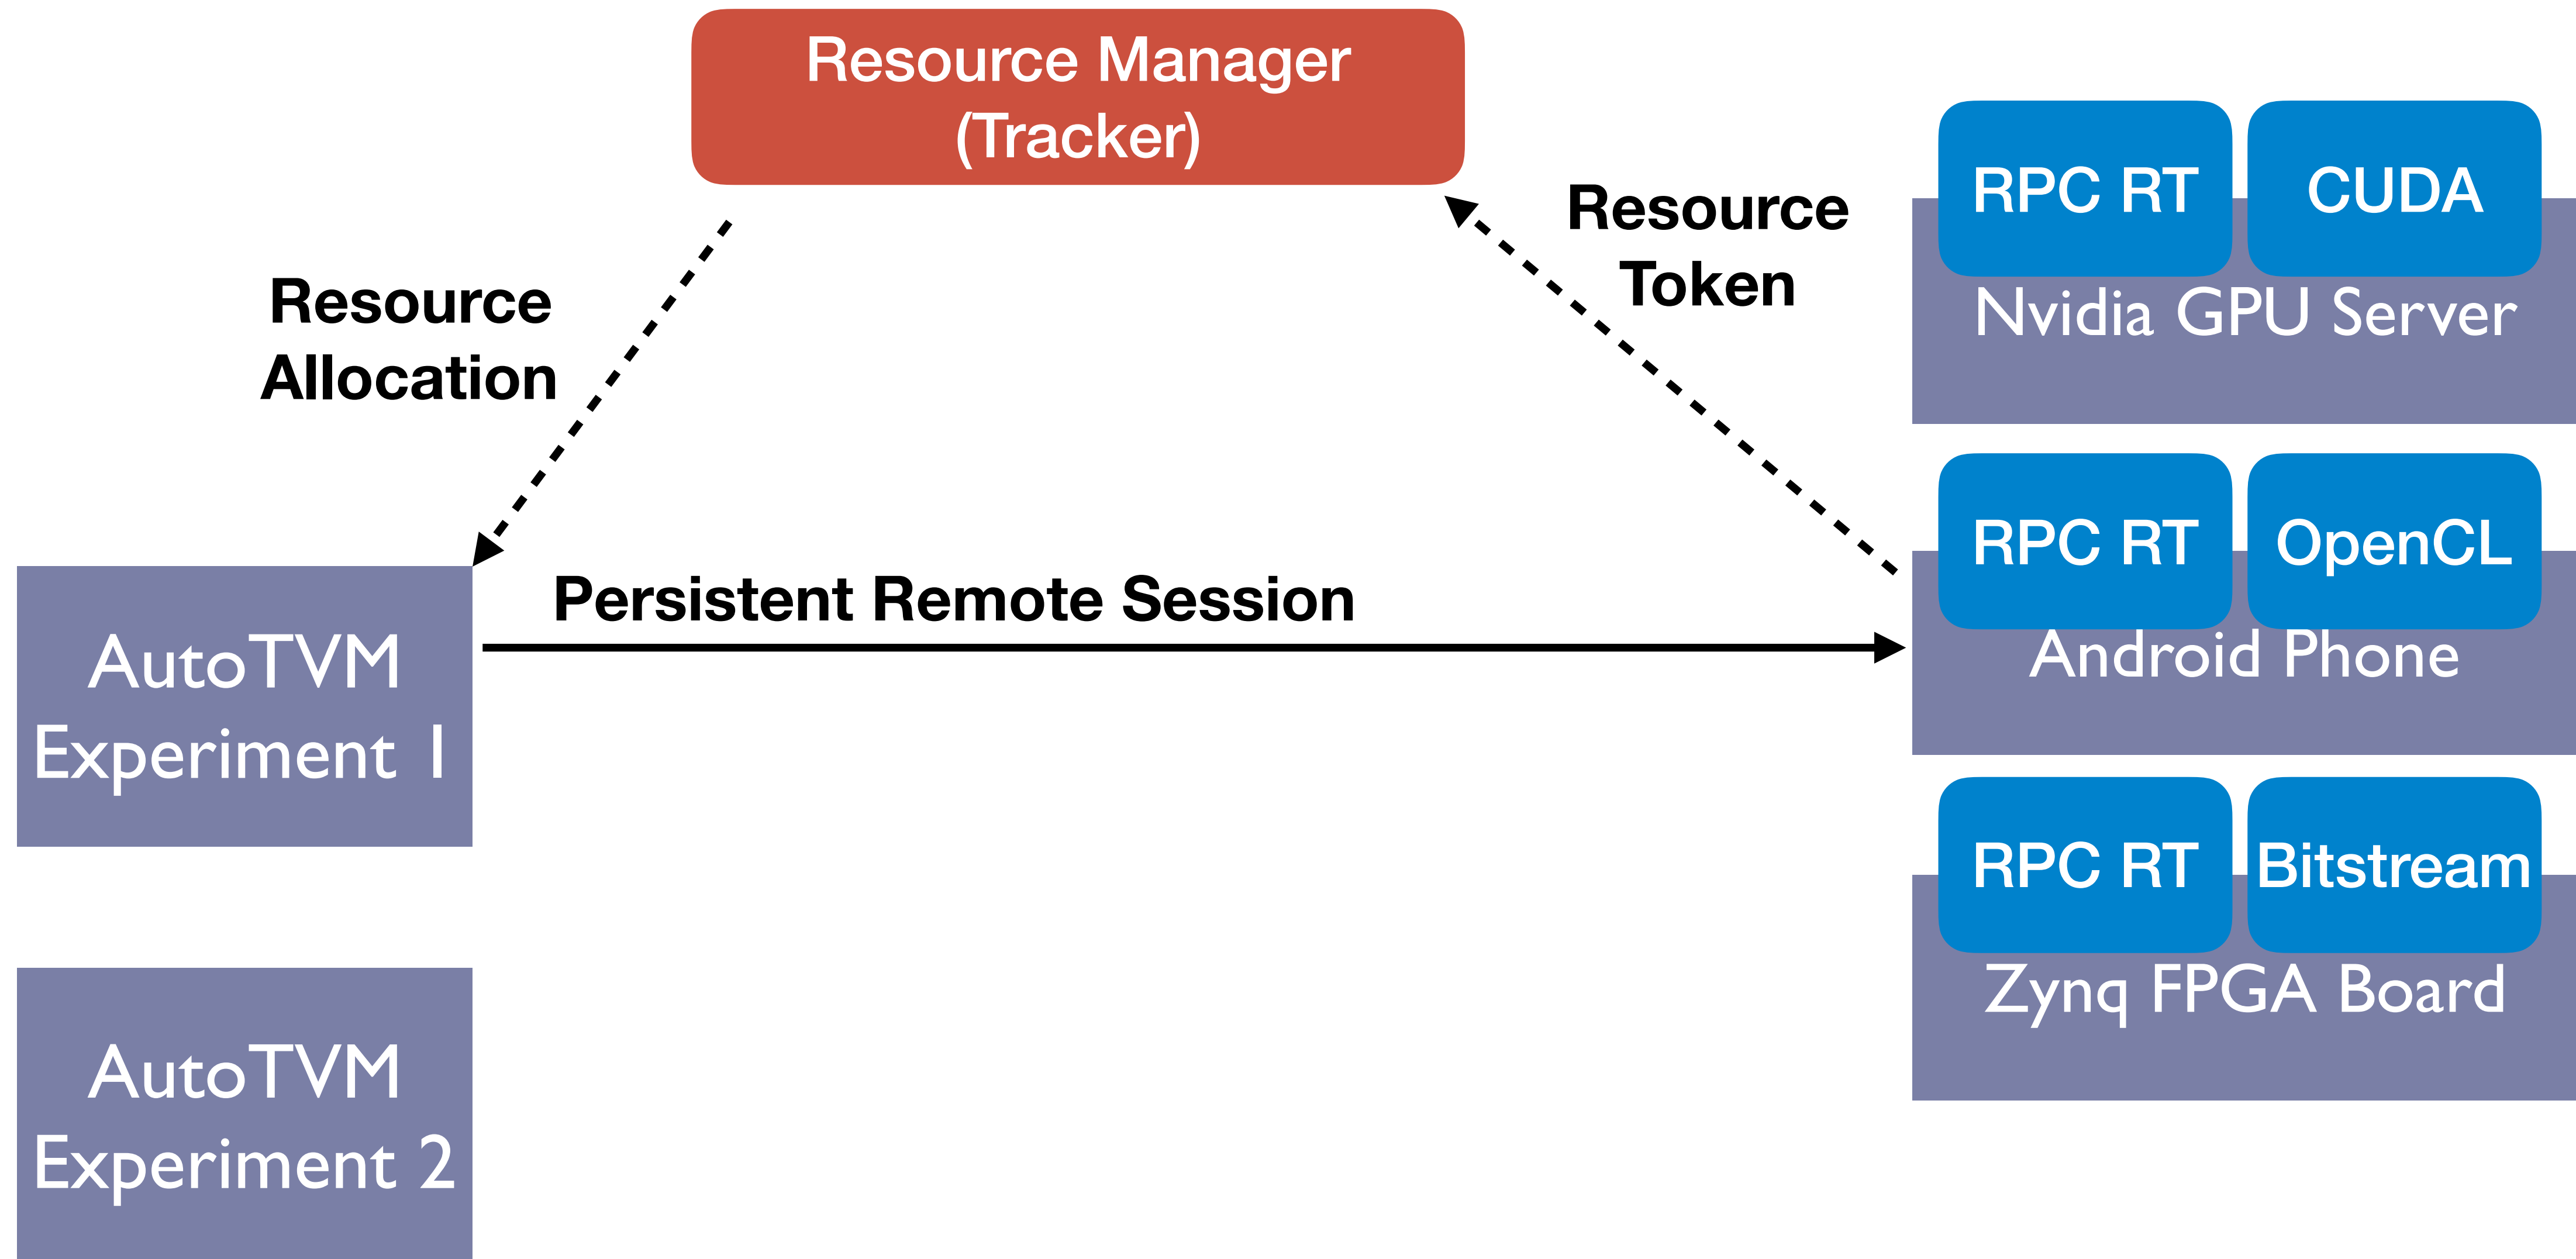 Resource Manager
(Tracker)
Resource
Allocation
Resource
Token
Persistent Remote Session
AutoTVM
Experiment 1
AutoTVM
Experiment 2
RPC RT
CUDA
Nvidia GPU Server
RPC RT
OpenCL
Android Phone
RPC RT
Bitstream
Zynq FPGA Board